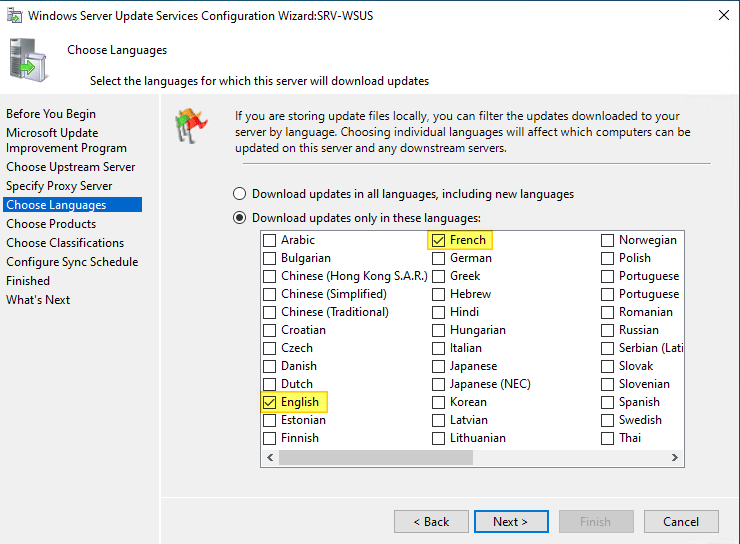 Windows Server Update Services Configuration Wizard:SRV-WSUS
Choose Languages
Select the languages for which this server will download updates
Before You Begin
Microsoft Update
Improvement Program
Choose Upstream Server
Specify Proxy Server
Choose Languages
Choose Products
Choose Classifications
Configure Sync Schedule
Finished
What's Next
If you are storing update files locally, you can filter the updates downloaded to your
server by language. Choosing individual languages will affect which computers can be
updated on this server and any downstream servers.
Download updates in all languages, including new languages
Download updates only in these languages:
Arabic
Bulgarian
Chinese (Hong Kong S.A.R.)
Chinese (Simplified)
Chinese (Traditional)
Croatian
Czech
Danish
Dutch
English
Estonian
Finnish
French
German
Greek
Hebrew
Hindi
Hungarian
Italian
Japanese
Japanese (NEC)
Korean
Latvian
Lithuanian
Norwegian
Polish
Portuguese
Portuguese
Romanian
Russian
Serbian (Lati
Slovak
Slovenian
Spanish
Swedish
Thai
< Back
Next >
Finish
Cancel